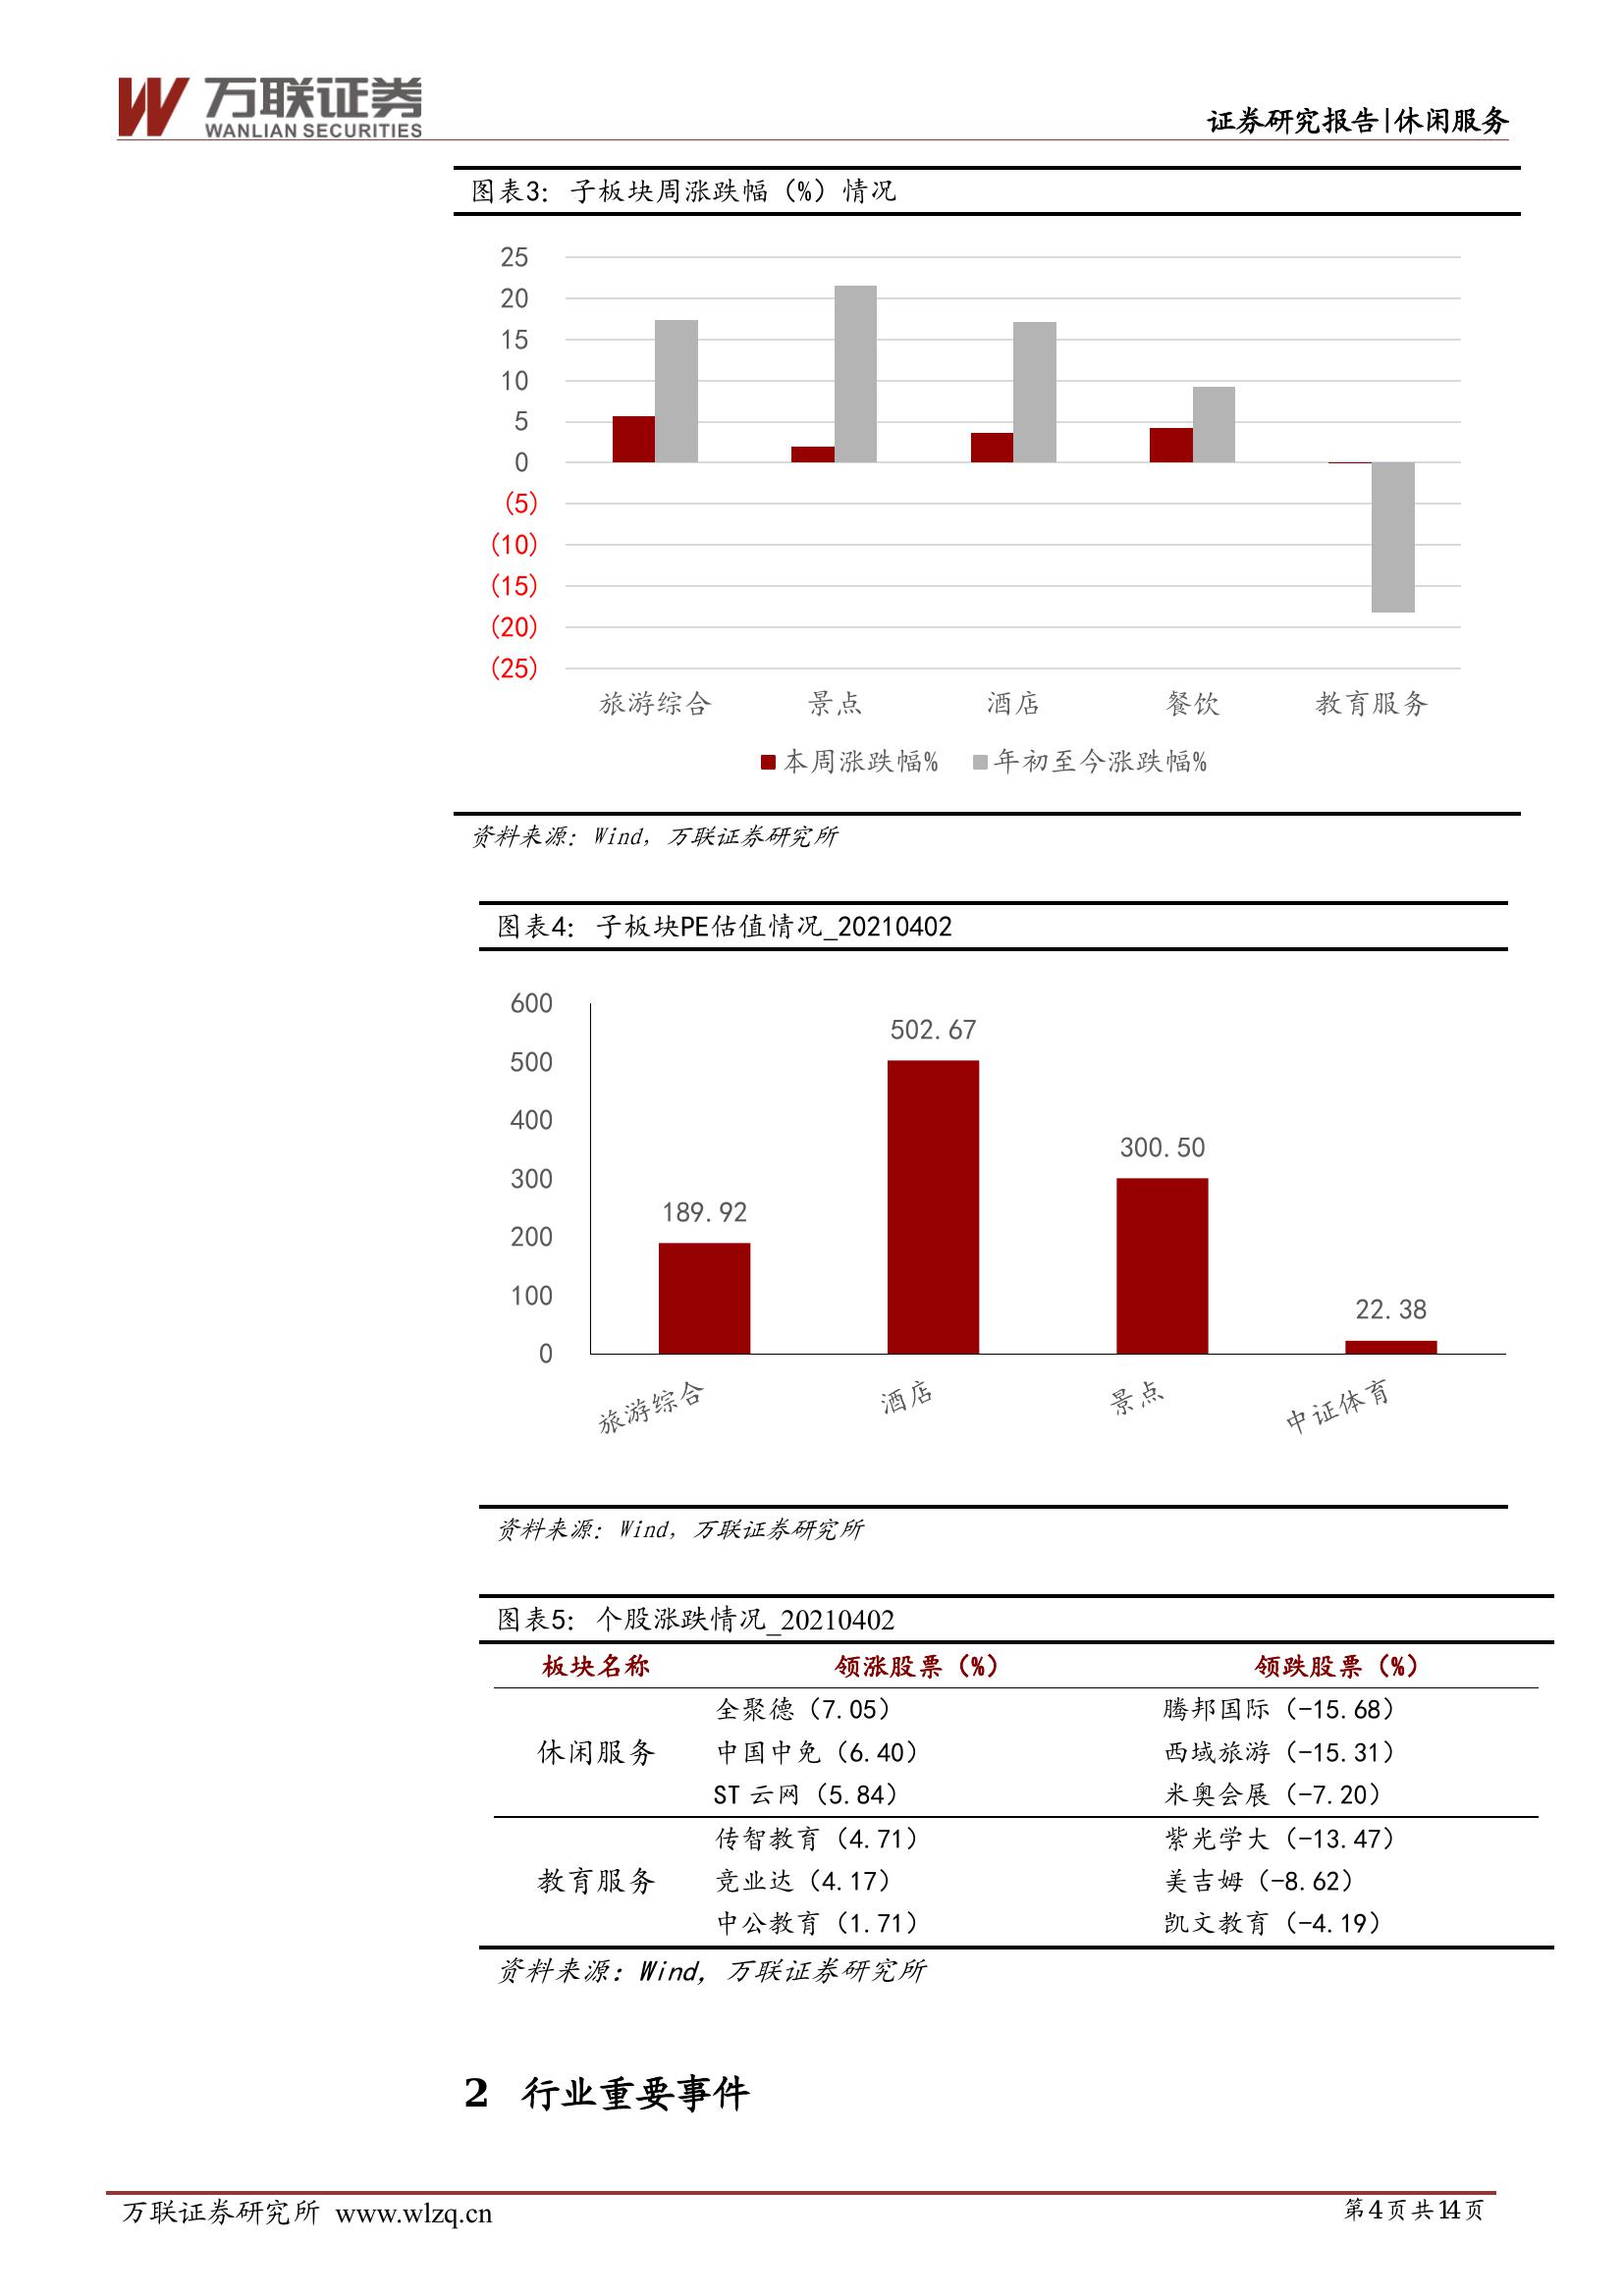 万联证券
WANLIAN SECURITIES
证券研究报告|休闲服务
图表3：子板块周涨跌幅（%）情况
25
20
15
10
5
0
(5)
(10)
(15)
(20)
(25)
旅游综合 景点 酒店 餐饮 教育服务
本周涨跌幅% 年初至今涨跌幅%
资料来源：Wind，万联证券研究所
图表4：子板块PE估值情况_20210402
600
500
400
300
200
100
0
189.92
502.67
300.50
22.38
旅游综合 酒店 景点 中证体育
资料来源：Wind，万联证券研究所
图表5：个股涨跌情况_20210402
板块名称 领涨股票（%） 领跌股票（%）
全聚德（7.05） 腾邦国际（-15.68）
休闲服务 中国中免（6.40） 西域旅游（-15.31）
ST 云网（5.84） 米奥会展（-7.20）
传智教育（4.71） 紫光学大（-13.47）
教育服务 竞业达（4.17） 美吉姆（-8.62）
中公教育（1.71） 凯文教育（-4.19）
资料来源：Wind，万联证券研究所
2 行业重要事件
万联证券研究所 www.wlzq.cn 第4页共14页